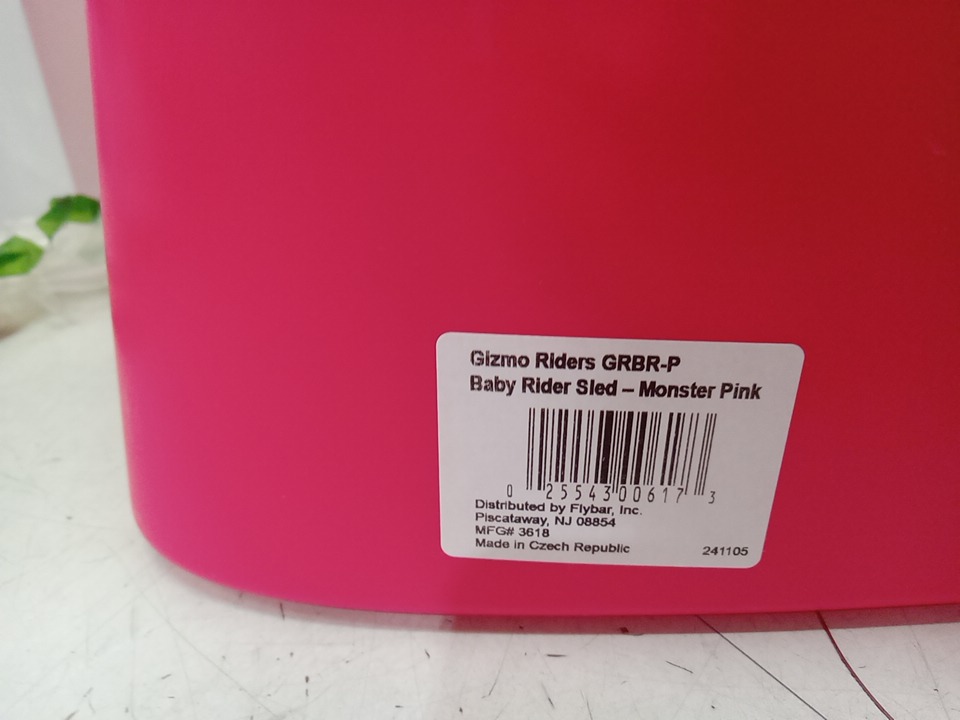 Gizmo Riders GRBR-P
Baby Rider Sled – Monster Pink
0 25543 00617 3
Distributed by Flybar, Inc.
Piscataway, NJ 08854
MFG# 3618
Made in Czech Republic 241105